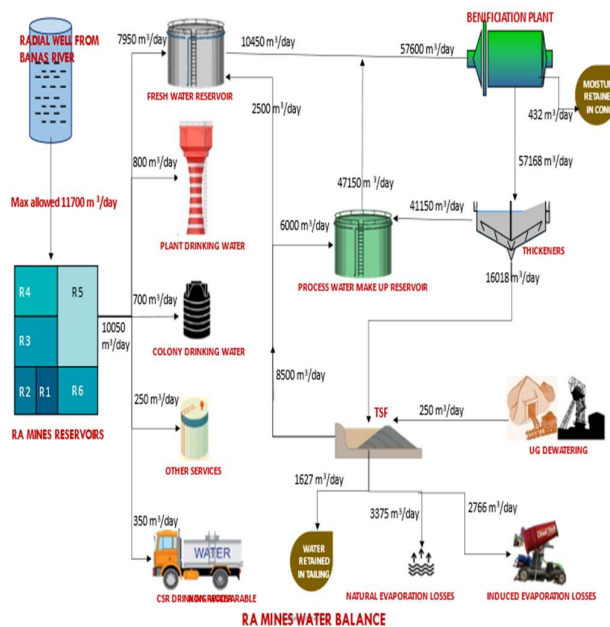 RADIAL WELL FROM
BANAS RIVER
7950 m³/day
FRESH WATER RESERVOIR
10450 m³/day
57600 m³/day
BENIFICIATION PLANT
MOISTU
RETAINE
IN CON
432 m³/day
2500 m³/day
800 m³/day
PLANT DRINKING WATER
57168 m³/day
Max allowed 11700 m³/day
47150 m³/day
41150 m³/day
6000 m³/day
THICKENERS
PROCESS WATER MAKE UP RESERVOIR
16018 m³/day
R4
R5
R3
R2
R1
R6
RA MINES RESERVOIRS
10050
m³/day
700 m³/day
COLONY DRINKING WATER
8500 m³/day
250 m³/day
OTHER SERVICES
TSF
250 m³/day
UG DEWATERING
1627 m³/day
3375 m³/day
2766 m³/day
350 m³/day
WATER
WATER
RETAINED
IN TAILING
CSR
NATURAL EVAPORATION LOSSES
INDUCED EVAPORATION LOSSES
RA MINES WATER BALANCE